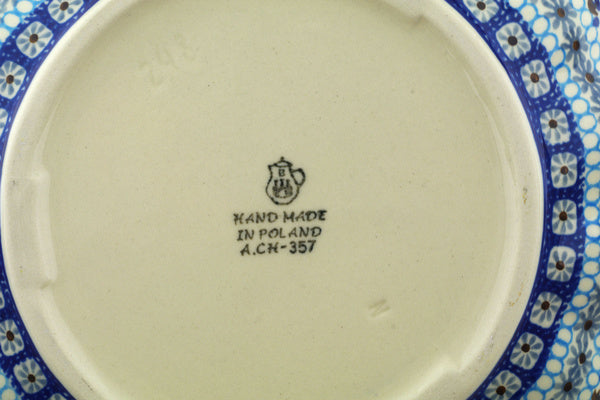 B
HAND MADE
IN POLAND
A.CH-357
N